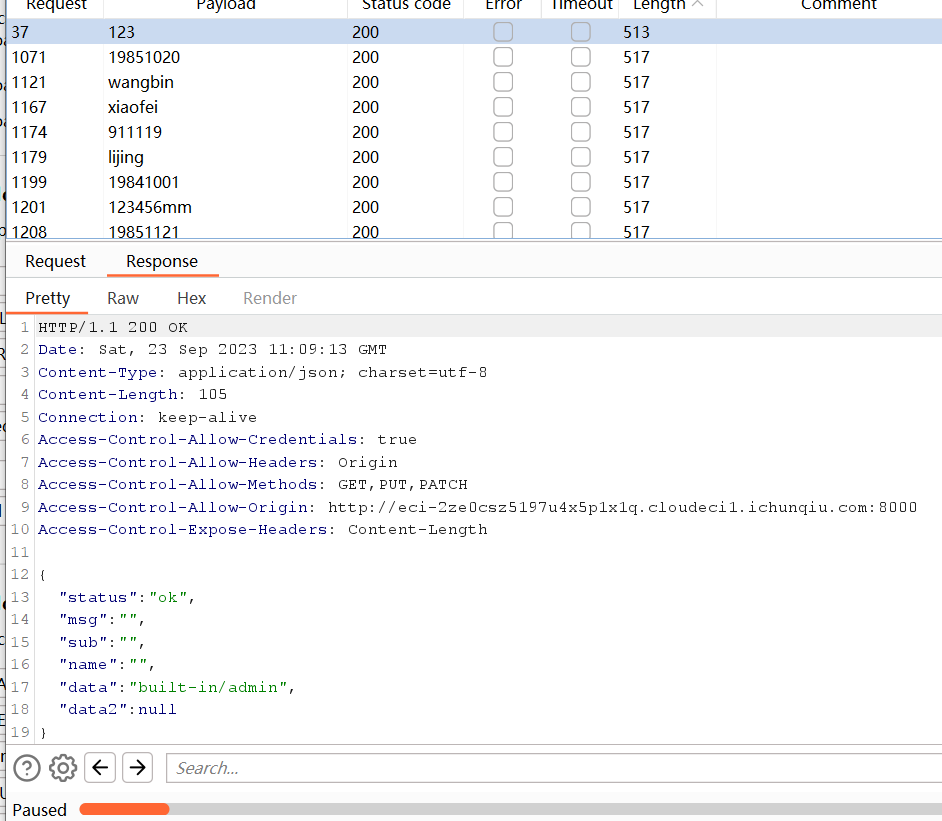 Request Payload Status code Error Timeout Length Comment
37 123 200 513
1071 19851020 200 517
1121 wangbin 200 517
1167 xiaofei 200 517
1174 911119 200 517
1179 lijing 200 517
1199 19841001 200 517
1201 123456mm 200 517
1208 19851121 200 517
Request Response
Pretty Raw Hex Render
1 HTTP/1.1 200 OK
2 Date: Sat, 23 Sep 2023 11:09:13 GMT
3 Content-Type: application/json; charset=utf-8
4 Content-Length: 105
5 Connection: keep-alive
6 Access-Control-Allow-Credentials: true
7 Access-Control-Allow-Headers: Origin
8 Access-Control-Allow-Methods: GET,PUT,PATCH
9 Access-Control-Allow-Origin: http://eci-2ze0csz5197u4x5p1x1q.cloudeci1.ichunqiu.com:8000
10 Access-Control-Expose-Headers: Content-Length
11
12 {
13 "status":"ok",
14 "msg":"",
15 "sub":"",
16 "name":"",
17 "data":"built-in/admin",
18 "data2":null
19 }
Search...
Paused